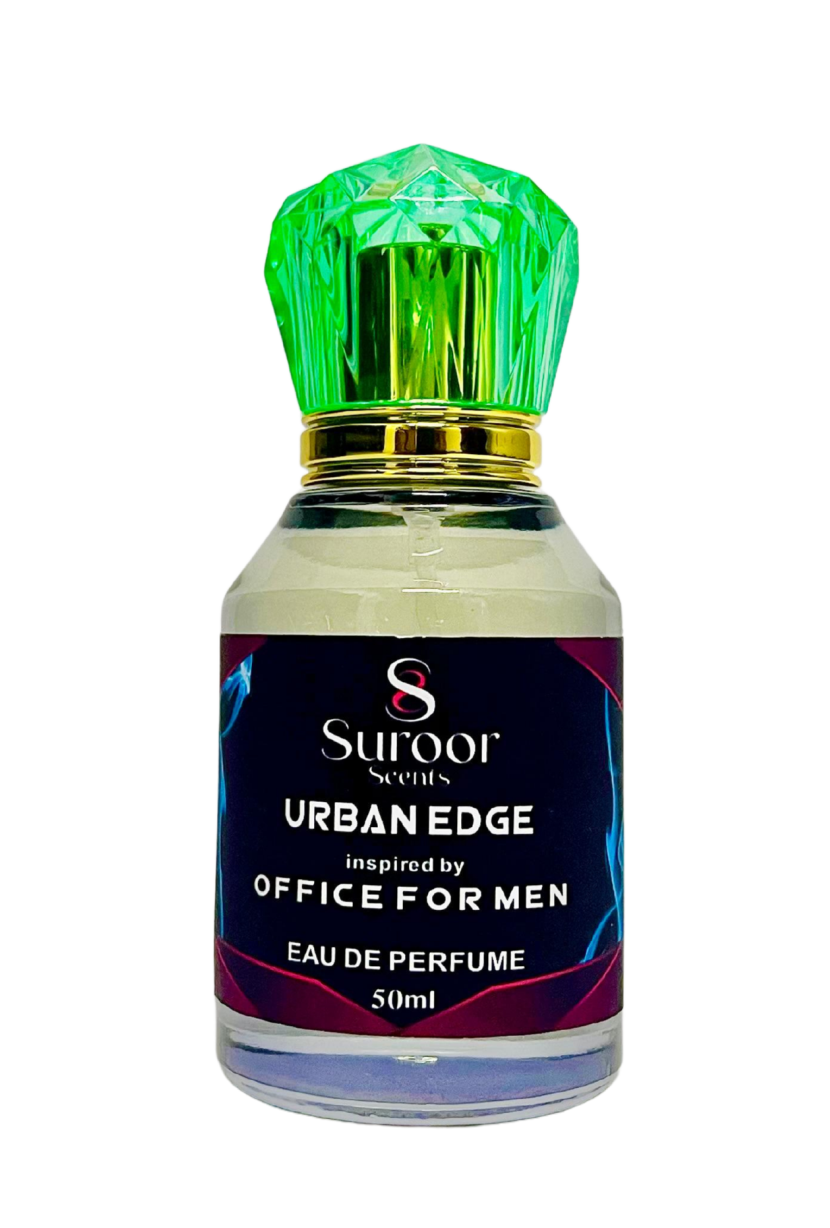 Suroor
Scents
URBAN EDGE
inspired by
OFFICE FOR MEN
EAU DE PERFUME
50ml